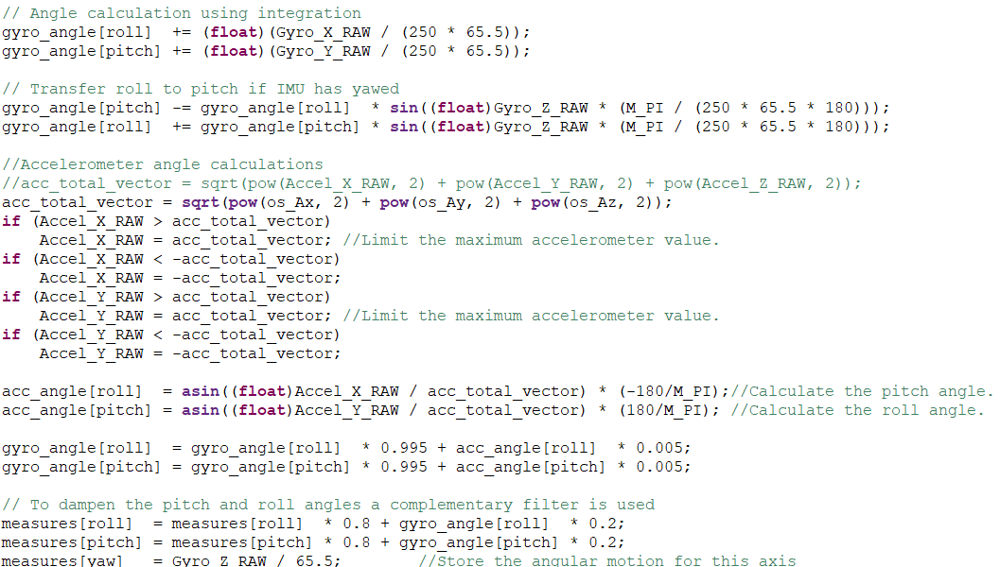 // Angle calculation using integration
gyro_angle[roll]  += (float)(Gyro_X_RAW / (250 * 65.5));
gyro_angle[pitch] += (float)(Gyro_Y_RAW / (250 * 65.5));
// Transfer roll to pitch if IMU has yawed
gyro_angle[pitch] -= gyro_angle[roll]  * sin((float)Gyro_Z_RAW * (M_PI / (250 * 65.5 * 180)));
gyro_angle[roll]  += gyro_angle[pitch] * sin((float)Gyro_Z_RAW * (M_PI / (250 * 65.5 * 180)));
//Accelerometer angle calculations
//acc_total_vector = sqrt(pow(Accel_X_RAW, 2) + pow(Accel_Y_RAW, 2) + pow(Accel_Z_RAW, 2));
acc_total_vector = sqrt(pow(os_Ax, 2) + pow(os_Ay, 2) + pow(os_Az, 2));
if (Accel_X_RAW > acc_total_vector)
    Accel_X_RAW = acc_total_vector; //Limit the maximum accelerometer value.
if (Accel_X_RAW < -acc_total_vector)
    Accel_X_RAW = -acc_total_vector;
if (Accel_Y_RAW > acc_total_vector)
    Accel_Y_RAW = acc_total_vector; //Limit the maximum accelerometer value.
if (Accel_Y_RAW < -acc_total_vector)
    Accel_Y_RAW = -acc_total_vector;
acc_angle[roll]  = asin((float)Accel_X_RAW / acc_total_vector) * (-180/M_PI);//Calculate the pitch angle.
acc_angle[pitch] = asin((float)Accel_Y_RAW / acc_total_vector) * (180/M_PI); //Calculate the roll angle.
gyro_angle[roll]  = gyro_angle[roll]  * 0.995 + acc_angle[roll]  * 0.005;
gyro_angle[pitch] = gyro_angle[pitch] * 0.995 + acc_angle[pitch] * 0.005;
// To dampen the pitch and roll angles a complementary filter is used
measures[roll]  = measures[roll]  * 0.8 + gyro_angle[roll]  * 0.2;
measures[pitch] = measures[pitch] * 0.8 + gyro_angle[pitch] * 0.2;
measures[yaw]   = Gyro_Z_RAW / 65.5;        //Store the angular motion for this axis